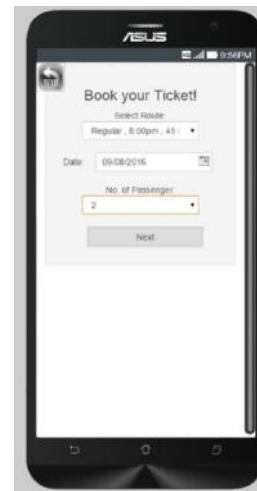 ASUS
9:56PM
Book your Ticket!
Select Route:
Regular , 8:00pm , 45
Date: 09/08/2016
No. of Passenger:
2
Next